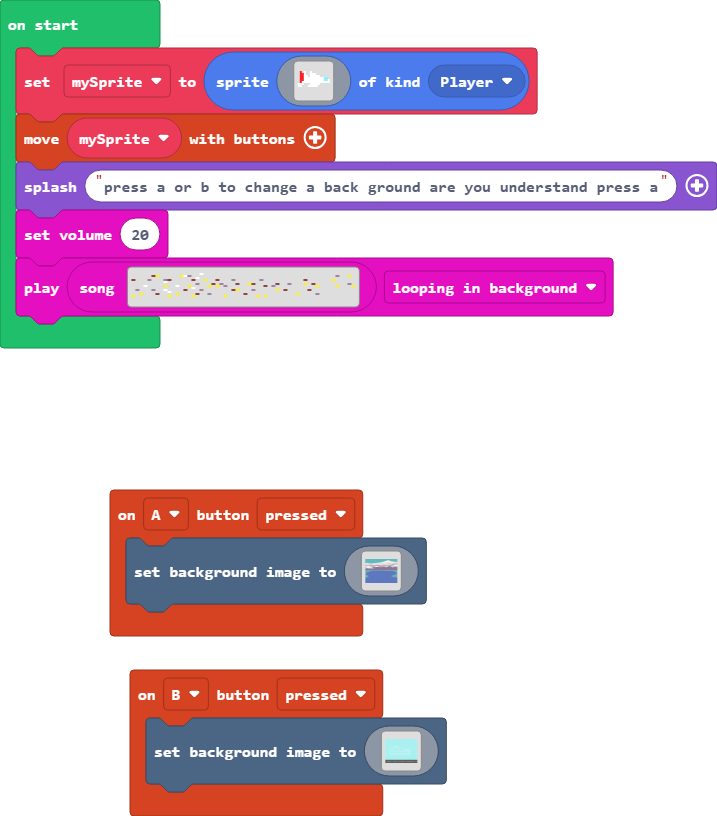 on start
set mySprite to sprite of kind Player
move mySprite with buttons
splash "press a or b to change a back ground are you understand press a"
set volume 20
play song looping in background
on A button pressed
set background image to
on B button pressed
set background image to